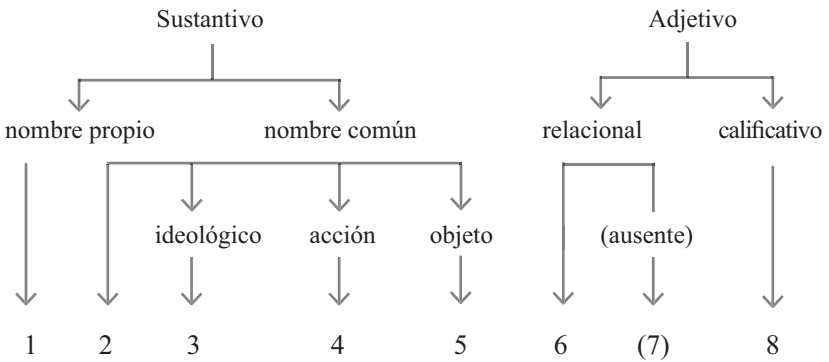 Sustantivo Adjetivo
nombre propio nombre común relacional calificativo
ideológico acción objeto (ausente)
1 2 3 4 5 6 (7) 8